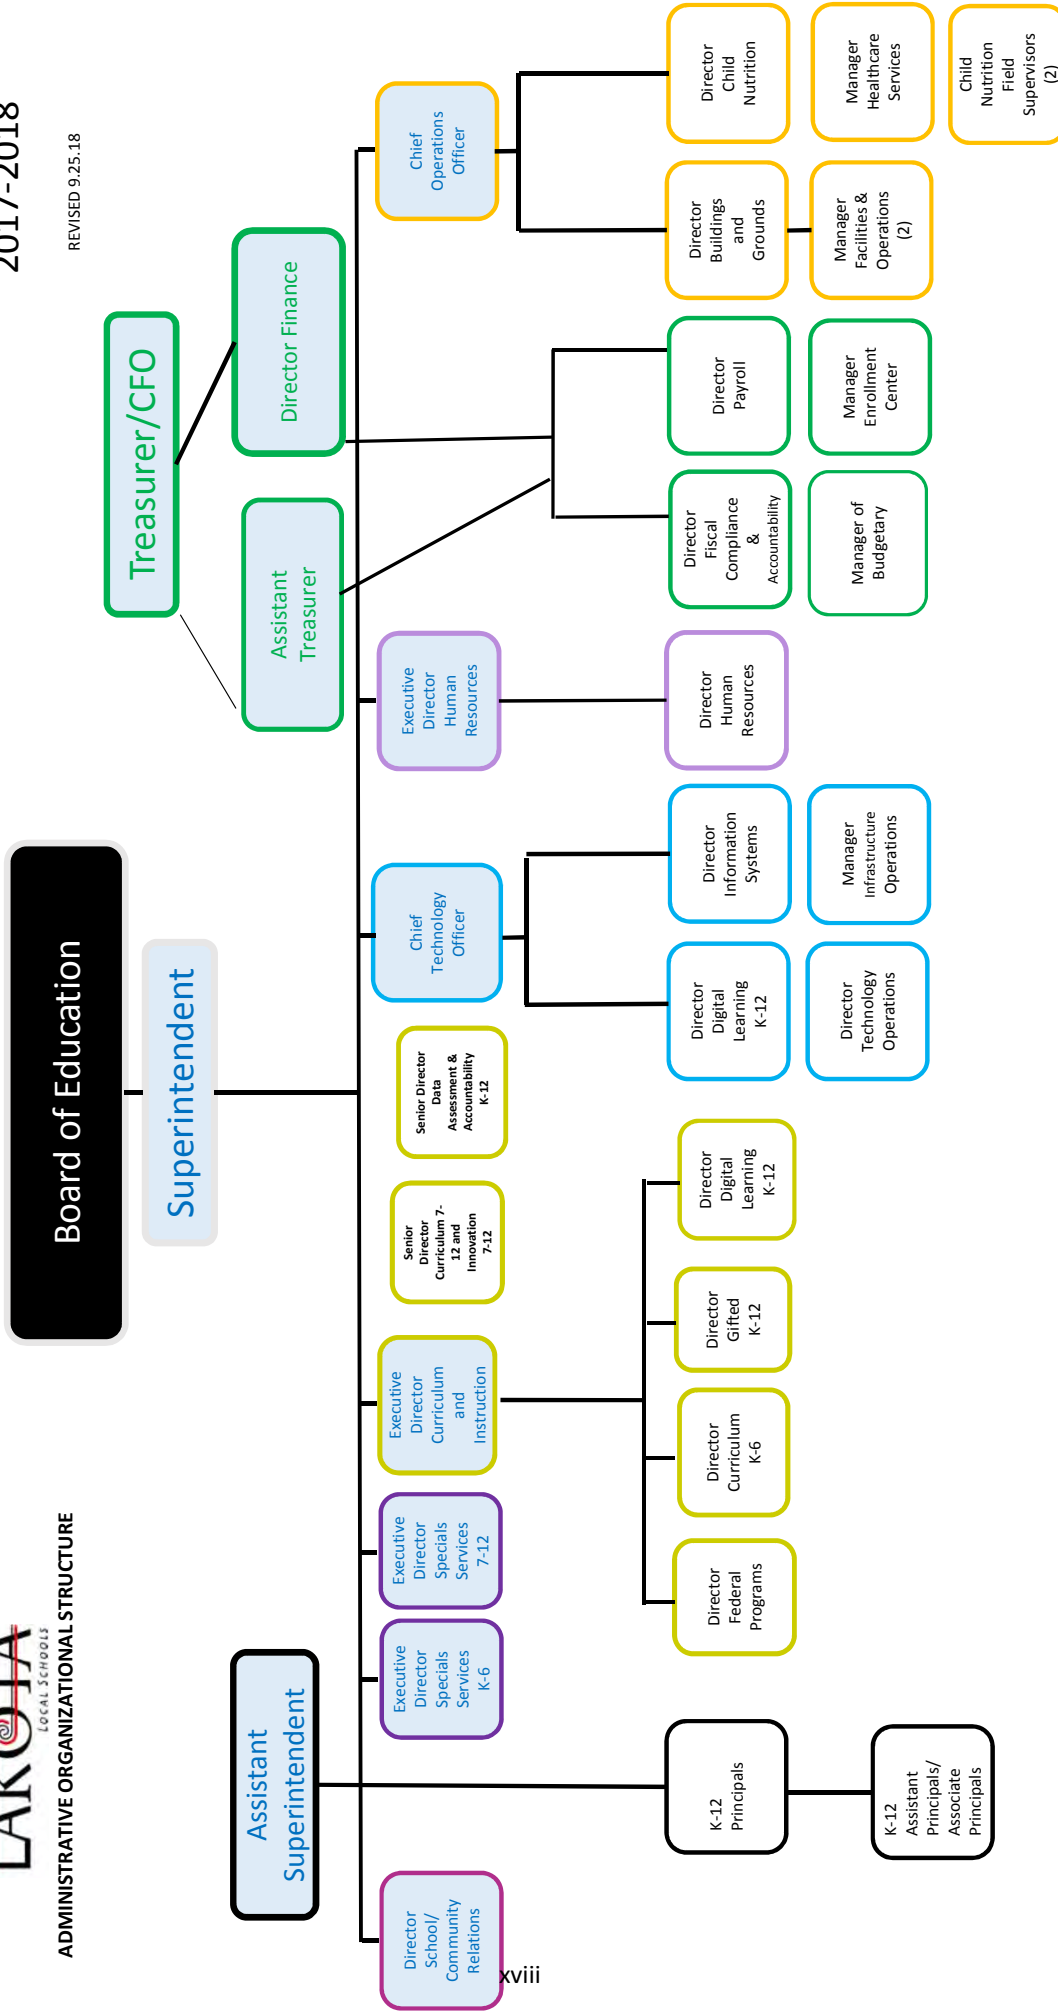 LAKOTA
LOCAL SCHOOLS
ADMINISTRATIVE ORGANIZATIONAL STRUCTURE
2017-2018
REVISED 9.25.18
Board of Education
Superintendent
Treasurer/CFO
Assistant
Superintendent
Assistant
Treasurer
Director Finance
Director
School/
Community
Relations
Executive
Director
Specials
Services
K-6
Executive
Director
Specials
Services
7-12
Executive
Director
Curriculum
and
Instruction
Senior
Director
Curriculum 7-
12 and
Innovation
7-12
Senior Director
Data
Assessment &
Accountability
K-12
Chief
Technology
Officer
Executive
Director
Human
Resources
Chief
Operations
Officer
K-12
Principals
Director
Federal
Programs
Director
Curriculum
K-6
Director
Gifted
K-12
Director
Digital
Learning
K-12
Director
Digital
Learning
K-12
Director
Information
Systems
Director
Human
Resources
Director
Fiscal
Compliance
&
Accountability
Director
Payroll
Director
Buildings
and
Grounds
Director
Child
Nutrition
K-12
Assistant
Principals/
Associate
Principals
Director
Technology
Operations
Manager
Infrastructure
Operations
Manager of
Budgetary
Manager
Enrollment
Center
Manager
Facilities &
Operations
(2)
Manager
Healthcare
Services
Child
Nutrition
Field
Supervisors
(2)
xviii